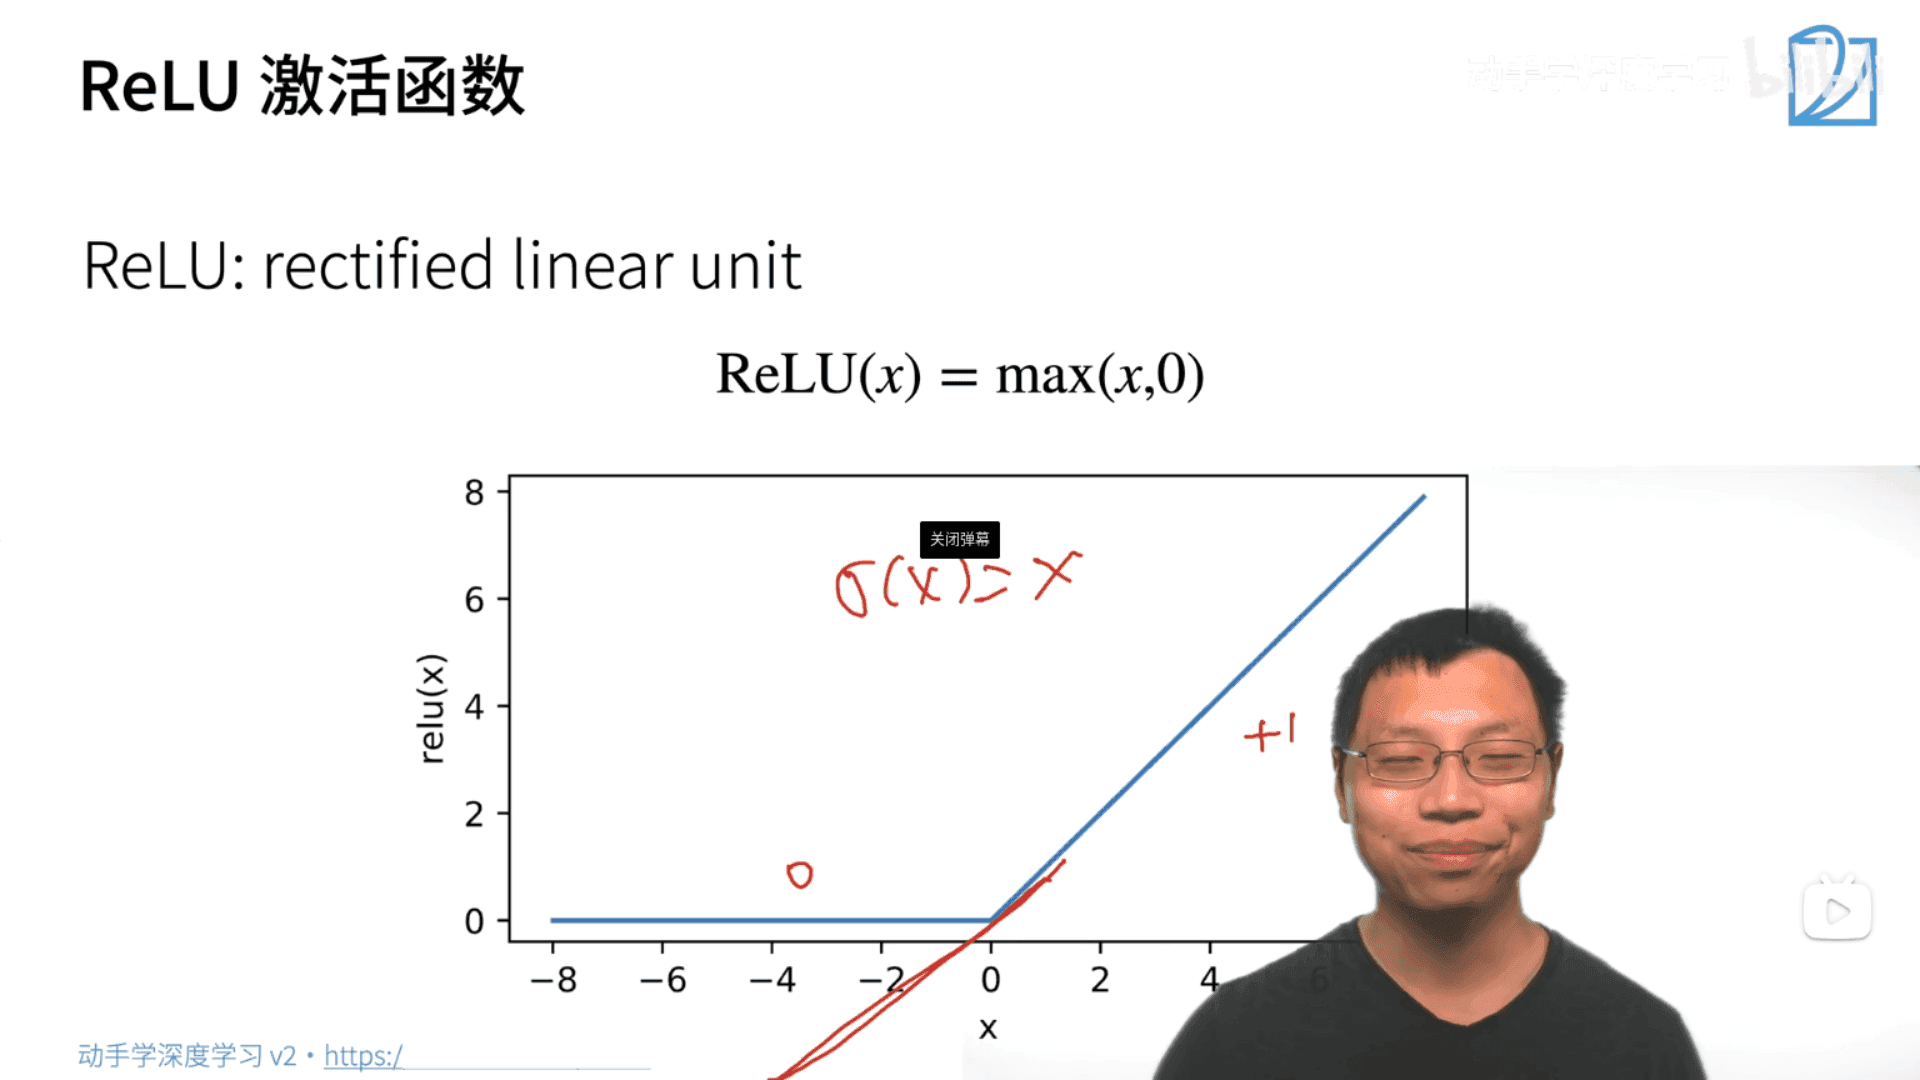 ReLU 激活函数
动手学深度学习 bilibili
ReLU: rectified linear unit
ReLU(x) = max(x,0)
关闭弹幕
σ(x)=x
+1
0
relu(x)
8
6
4
2
0
−8 −6 −4 −2 0 2 4 6
x
动手学深度学习 v2 • https:/